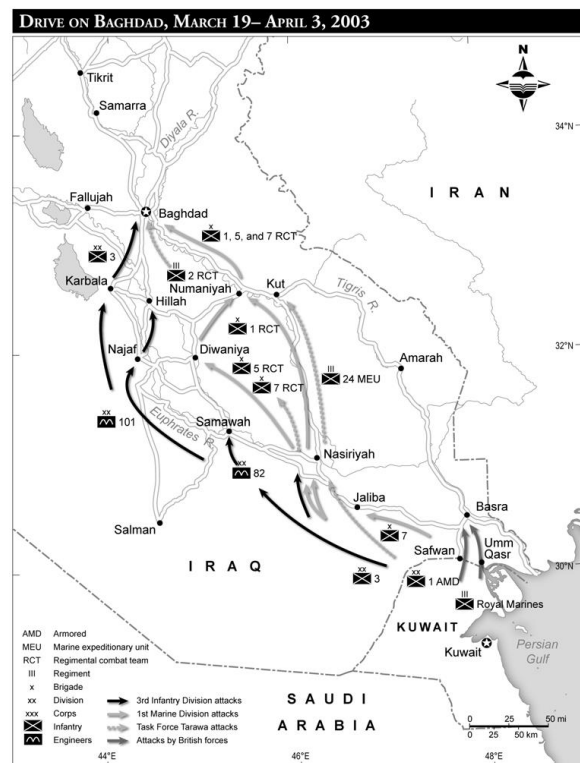 DRIVE ON BAGHDAD, MARCH 19– APRIL 3, 2003
N
Tikrit
Samarra
Diyala R.
34°N
IRAN
Fallujah
Baghdad
x
1, 5, and 7 RCT
xx
3
III
2 RCT
Karbala
Hillah
Numaniyah
Kut
Tigris R.
x
1 RCT
32°N
Najaf
Diwaniya
x
5 RCT
x
7 RCT
III
24 MEU
Amarah
xx
101
Euphrates R.
Samawah
xx
82
Nasiriyah
Jaliba
Basra
Salman
x
7
Safwan
Umm
Qasr
30°N
IRAQ
xx
3
xx
1 AMD
III
Royal Marines
KUWAIT
Kuwait
Persian
Gulf
AMD Armored
MEU Marine expeditionary unit
RCT Regimental combat team
III Regiment
x Brigade
xx Division
xxx Corps
Infantry
Engineers
3rd Infantry Division attacks
1st Marine Division attacks
Task Force Tarawa attacks
Attacks by British forces
SAUDI
ARABIA
0 25 50 mi
0 25 50 km
44°E
46°E
48°E